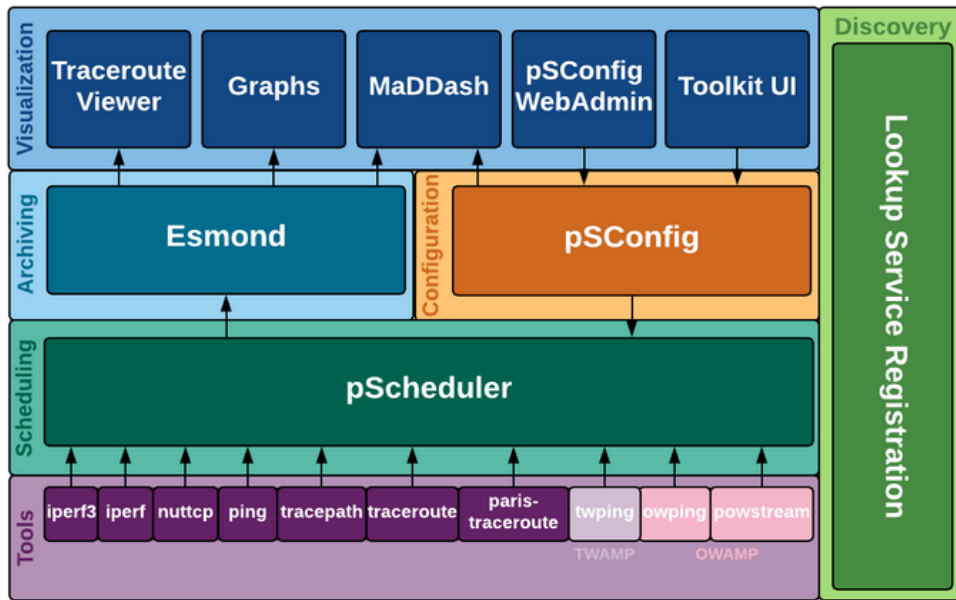 Visualization
Traceroute
Viewer
Graphs
MaDDash
pSConfig
WebAdmin
Toolkit UI
Discovery
Lookup Service Registration
Archiving
Esmond
Configuration
pSConfig
Scheduling
pScheduler
Tools
iperf3
iperf
nuttcp
ping
tracepath
traceroute
paris-
traceroute
twping
owping
powstream
TWAMP
OWAMP